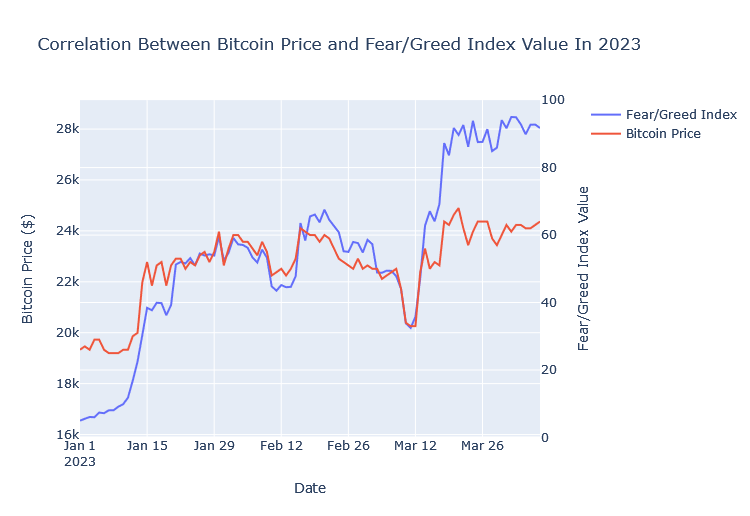 Correlation Between Bitcoin Price and Fear/Greed Index Value In 2023
Fear/Greed Index
Bitcoin Price
Bitcoin Price ($)
28k
26k
24k
22k
20k
18k
16k
100
80
60
40
20
0
Fear/Greed Index Value
Jan 1
2023
Jan 15
Jan 29
Feb 12
Feb 26
Mar 12
Mar 26
Date